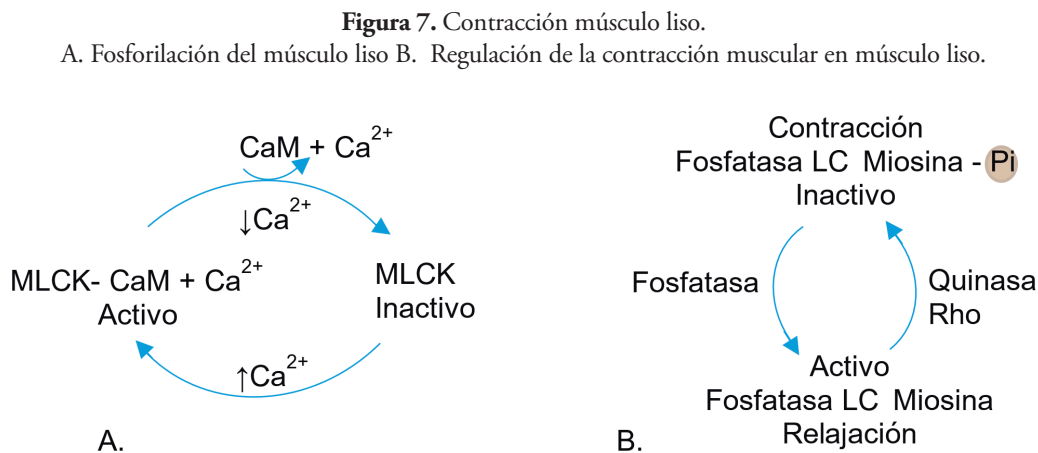 Figura 7. Contracción músculo liso.
A. Fosforilación del músculo liso B. Regulación de la contracción muscular en músculo liso.
CaM + Ca²⁺
↓Ca²⁺
MLCK- CaM + Ca²⁺
Activo
MLCK
Inactivo
↑Ca²⁺
A.
Contracción
Fosfatasa LC Miosina - Pi
Inactivo
Fosfatasa
Quinasa
Rho
Activo
Fosfatasa LC Miosina
Relajación
B.